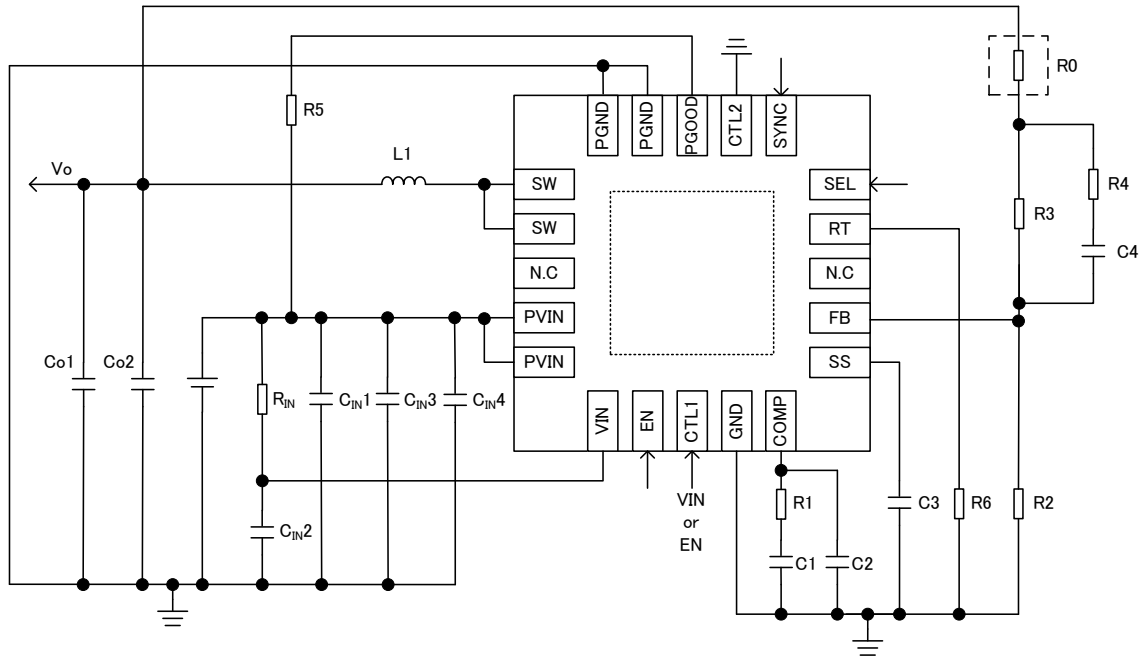 R0
R5
PGND
PGND
PGOOD
CTL2
SYNC
Vo
L1
SW
SEL
R4
SW
RT
R3
N.C
N.C
C4
PVIN
FB
Co1
Co2
PVIN
SS
RIN
CIN1
CIN3
CIN4
VIN
EN
CTL1
GND
COMP
CIN2
VIN
or
EN
R1
C3
R6
R2
C1
C2